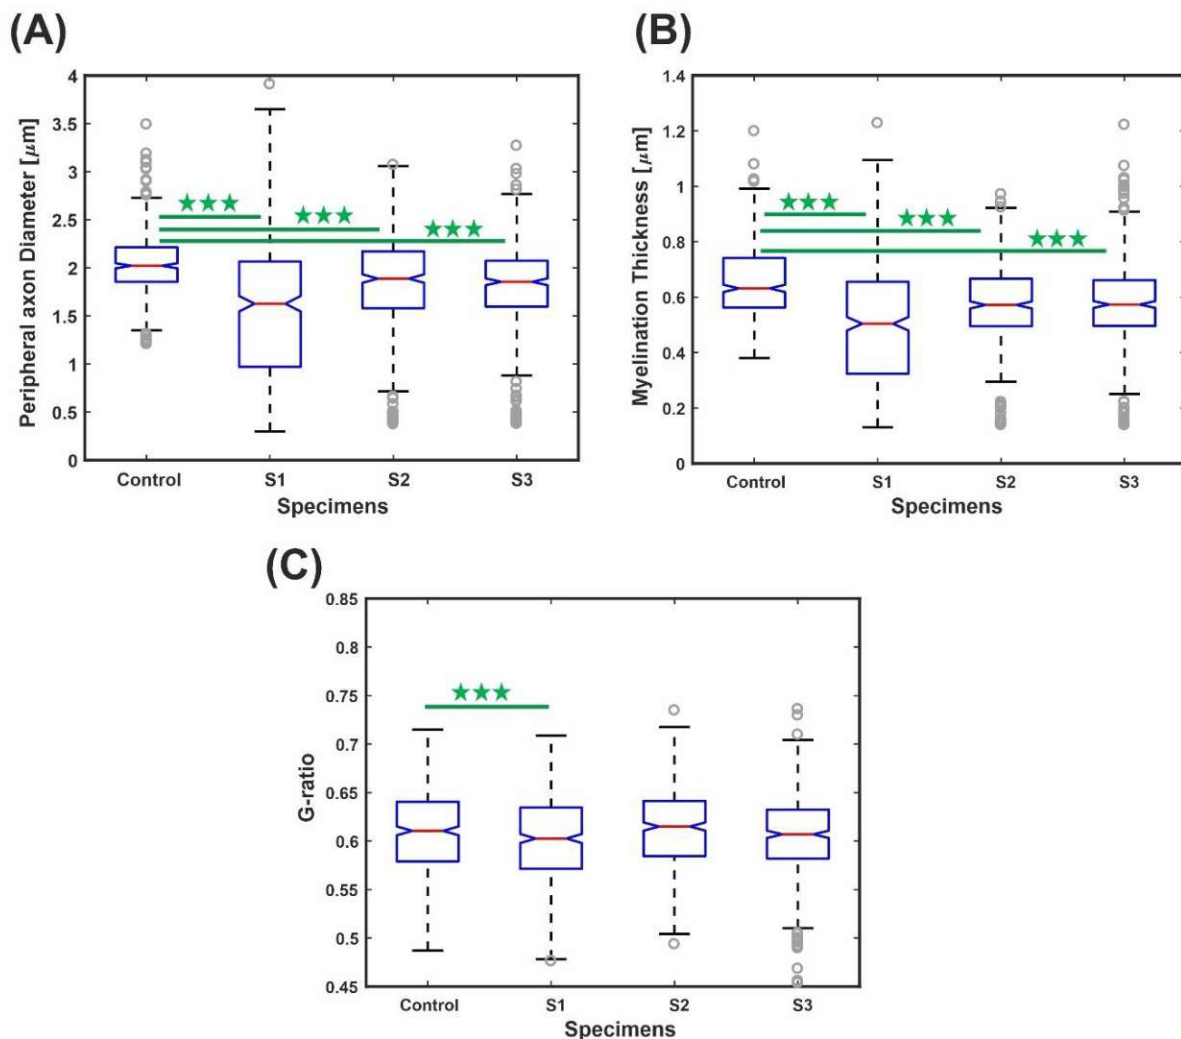 (A)
Peripheral axon Diameter [μm]
4
3.5
3
2.5
2
1.5
1
0.5
0
Control S1 S2 S3
Specimens
(B)
Myelination Thickness [μm]
1.4
1.2
1
0.8
0.6
0.4
0.2
0
Control S1 S2 S3
Specimens
(C)
G-ratio
0.85
0.8
0.75
0.7
0.65
0.6
0.55
0.5
0.45
Control S1 S2 S3
Specimens